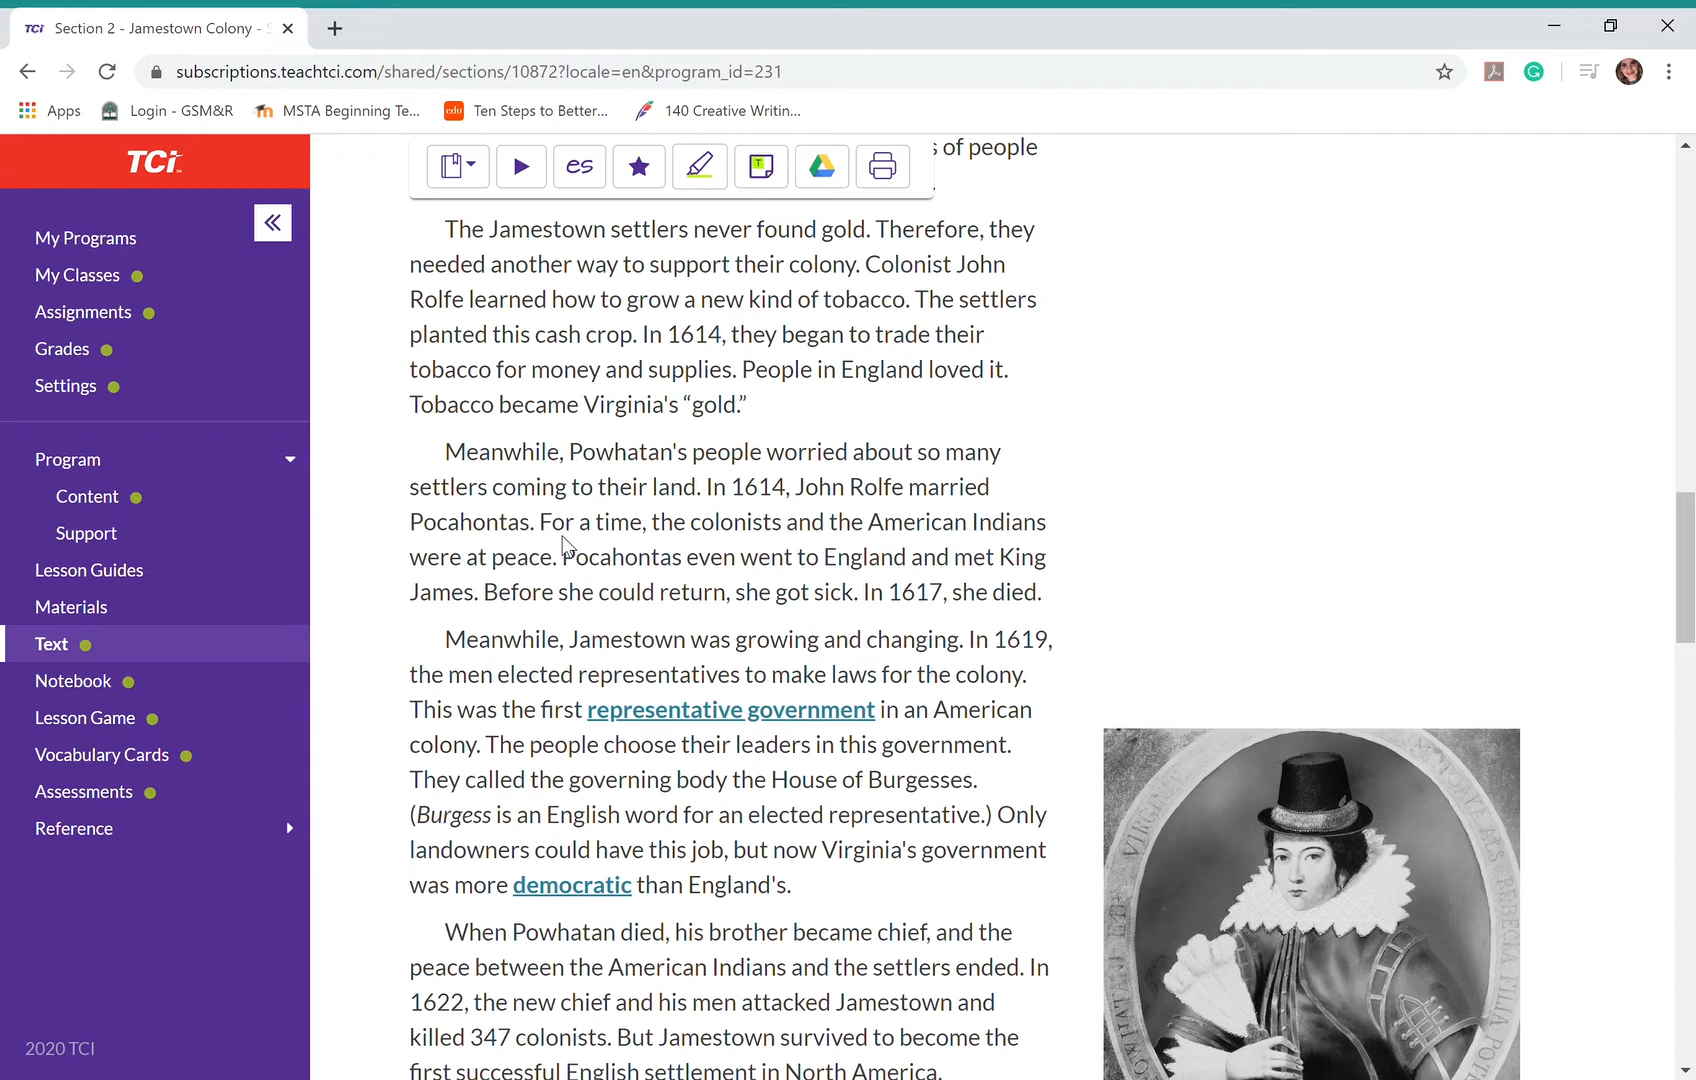 TCi Section 2 - Jamestown Colony -
subscriptions.teachtci.com/shared/sections/10872?locale=en&program_id=231
Apps Login - GSM&R MSTA Beginning Te... edu Ten Steps to Better... 140 Creative Writin...
TCi
My Programs
My Classes
Assignments
Grades
Settings
Program
Content
Support
Lesson Guides
Materials
Text
Notebook
Lesson Game
Vocabulary Cards
Assessments
Reference
2020 TCI
es T
of people
The Jamestown settlers never found gold. Therefore, they
needed another way to support their colony. Colonist John
Rolfe learned how to grow a new kind of tobacco. The settlers
planted this cash crop. In 1614, they began to trade their
tobacco for money and supplies. People in England loved it.
Tobacco became Virginia's “gold.”
Meanwhile, Powhatan's people worried about so many
settlers coming to their land. In 1614, John Rolfe married
Pocahontas. For a time, the colonists and the American Indians
were at peace. Pocahontas even went to England and met King
James. Before she could return, she got sick. In 1617, she died.
Meanwhile, Jamestown was growing and changing. In 1619,
the men elected representatives to make laws for the colony.
This was the first representative government in an American
colony. The people choose their leaders in this government.
They called the governing body the House of Burgesses.
(Burgess is an English word for an elected representative.) Only
landowners could have this job, but now Virginia's government
was more democratic than England's.
When Powhatan died, his brother became chief, and the
peace between the American Indians and the settlers ended. In
1622, the new chief and his men attacked Jamestown and
killed 347 colonists. But Jamestown survived to become the
first successful English settlement in North America.